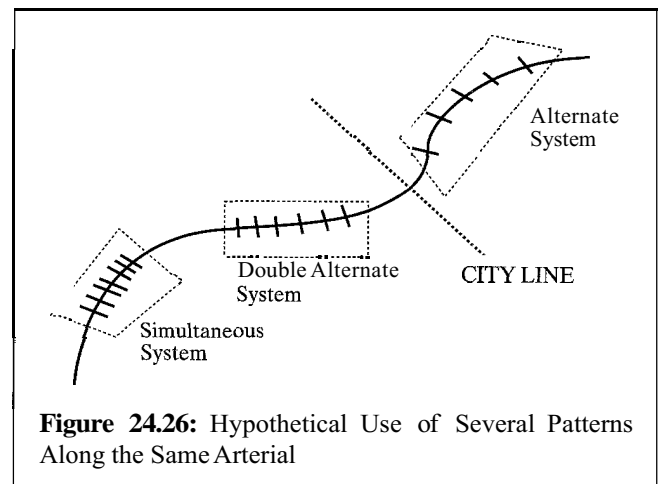 Alternate
System
CITY LINE
Double Alternate
System
Simultaneous
System
Figure 24.26: Hypothetical Use of Several Patterns
Along the Same Arterial